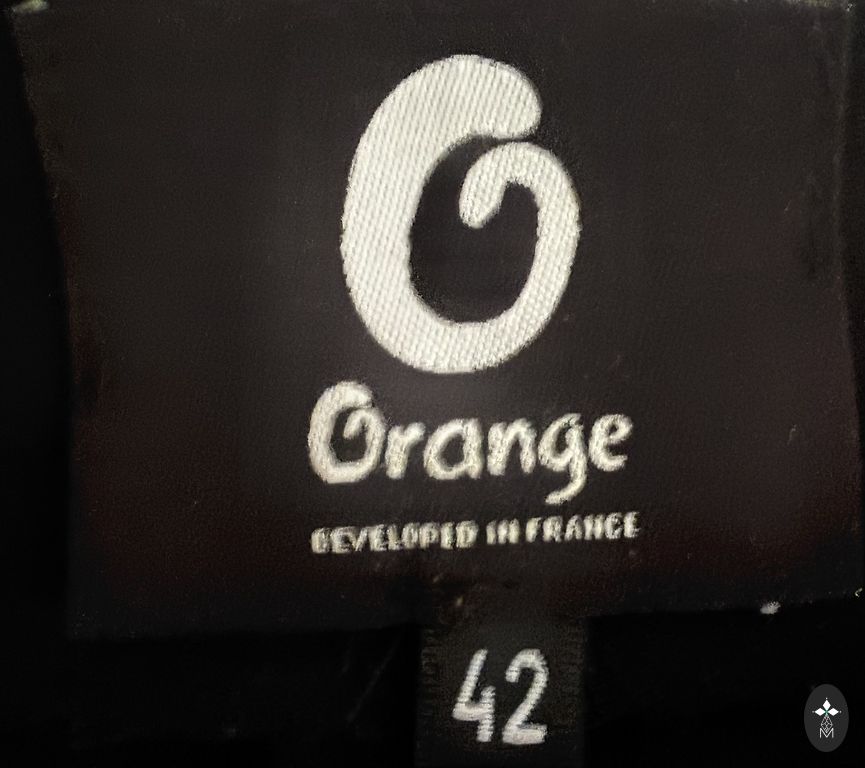 Orange
DEVELOPED IN FRANCE
42
M